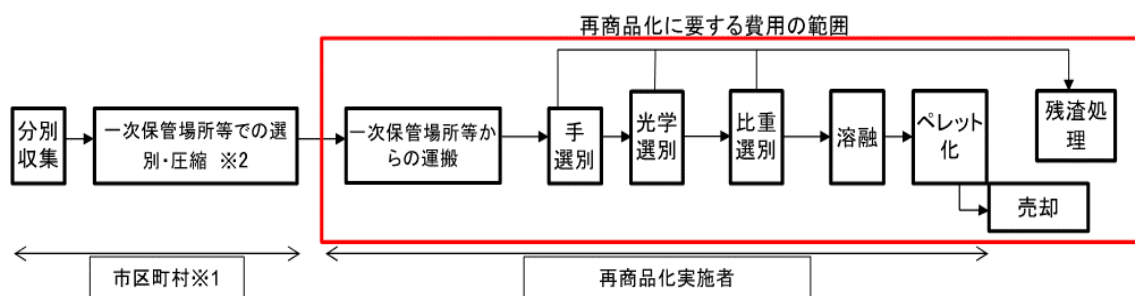 再商品化に要する費用の範囲
分別
収集
一次保管場所等での選
別・圧縮 ※2
一次保管場所等か
らの運搬
手
選別
光学
選別
比重
選別
溶融
ペレット
化
残渣処
理
売却
市区町村※1
再商品化実施者